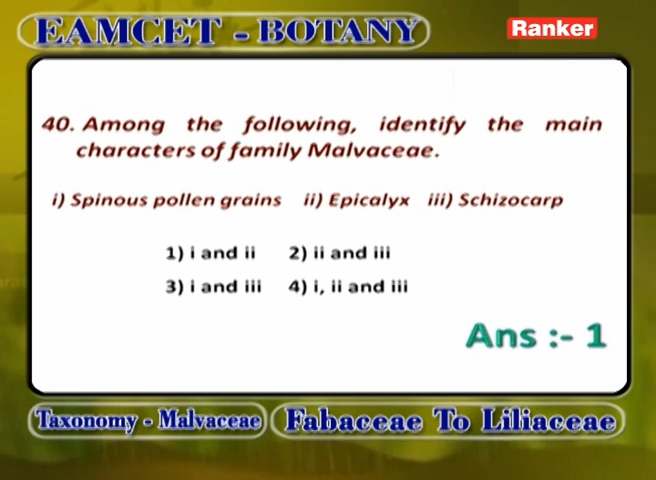 EAMCET - BOTANY
Ranker
40. Among the following, identify the main
characters of family Malvaceae.
i) Spinous pollen grains ii) Epicalyx iii) Schizocarp
1) i and ii 2) ii and iii
3) i and iii 4) i, ii and iii
Ans :- 1
Taxonomy - Malvaceae Fabaceae To Liliaceae